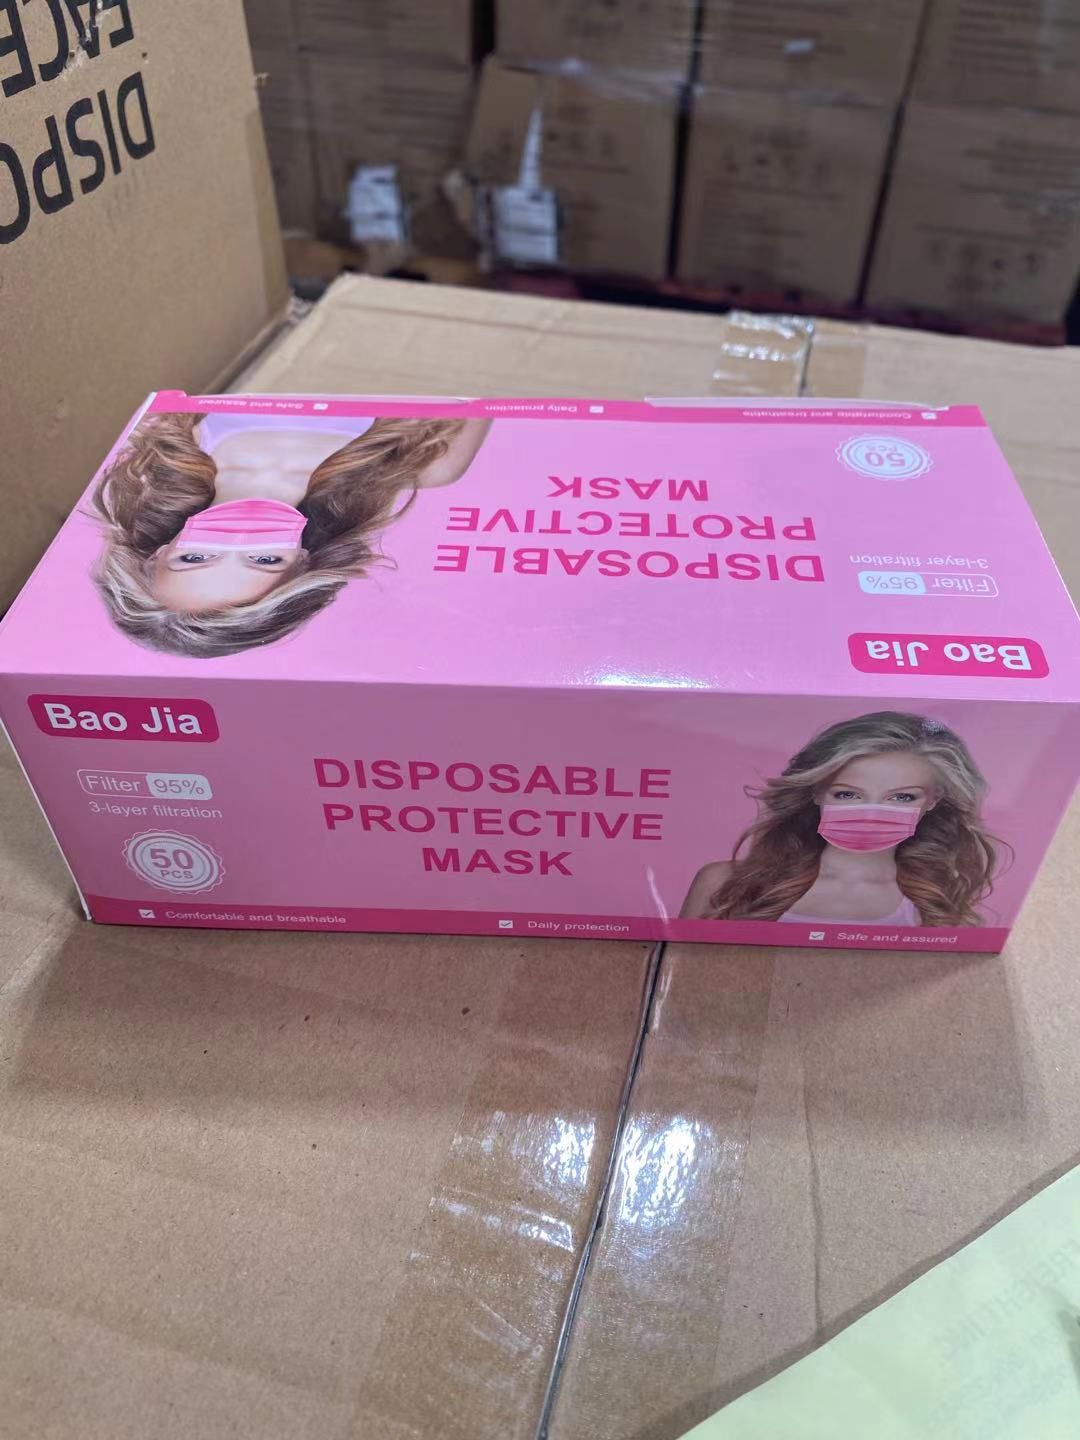 DISPO
FACE
Safe and assured
Daily protection
Comfortable and breathable
50
PCS
DISPOSABLE
PROTECTIVE
MASK
Filter 95%
3-layer filtration
Bao Jia
Bao Jia
Filter 95%
3-layer filtration
50
PCS
DISPOSABLE
PROTECTIVE
MASK
Comfortable and breathable
Daily protection
Safe and assured